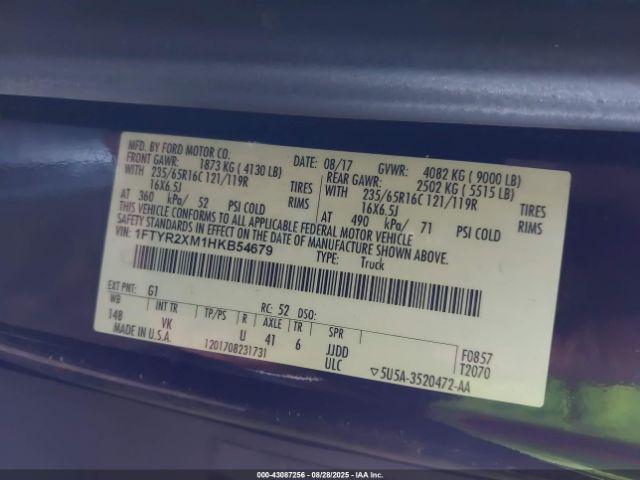 MFD. BY FORD MOTOR CO. 08/17 GVWR: 4082 KG ( 9000 LB)
FRONT GAWR: 1873 KG ( 4130 LB) REAR GAWR: 2502 KG ( 5515 LB)
WITH 235/65R16C 121/119R TIRES WITH 235/65R16C 121/119R TIRES
16X6.5J RIMS 16X6.5J RIMS
AT 360 kPa/ 52 PSI COLD AT 490 kPa/ 71 PSI COLD
THIS VEHICLE CONFORMS TO ALL APPLICABLE FEDERAL MOTOR VEHICLE
SAFETY STANDARDS IN EFFECT ON THE DATE OF MANUFACTURE SHOWN ABOVE.
VIN: 1FTYR2XM1HKB54679 TYPE: Truck
EXT PNT: G1 RC: 52 DSO:
WB INT TR TP/PS R AXLE TR SPR F0857
148 VK U 41 6 JJDD T2070
MADE IN U.S.A. 1201708231731 ULC ▽5U5A-3520472-AA
000-43087256 - 08/28/2025 - IAA Inc.